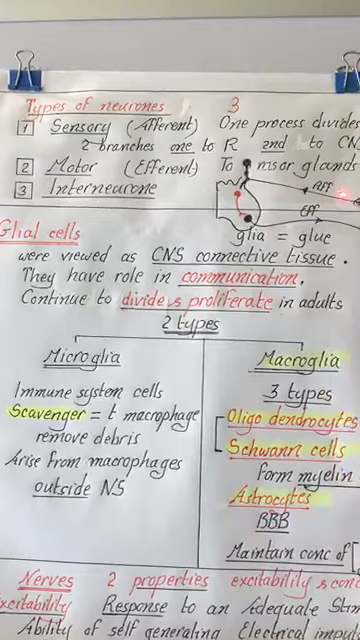 Types of neurones 3
1 Sensory (Afferent) One process divides
2 branches one to R and to CN
2 Motor (Efferent) To msor glands
3 Interneurone
Aff
Eff
Glial cells
glia = glue
were viewed as CNS connective tissue.
They have role in communication.
Continue to divide & proliferate in adults
2 types
Microglia
Immune system cells
Scavenger = t macrophage
remove debris
Arise from macrophages
outside NS
Macroglia
3 types
Oligo dendrocytes
Schwann cells
form myelin
Astrocytes
BBB
Maintain conc of
Nerves 2 properties excitability & con
Excitability Response to an Adequate Stim
Ability of self generating Electrical imp